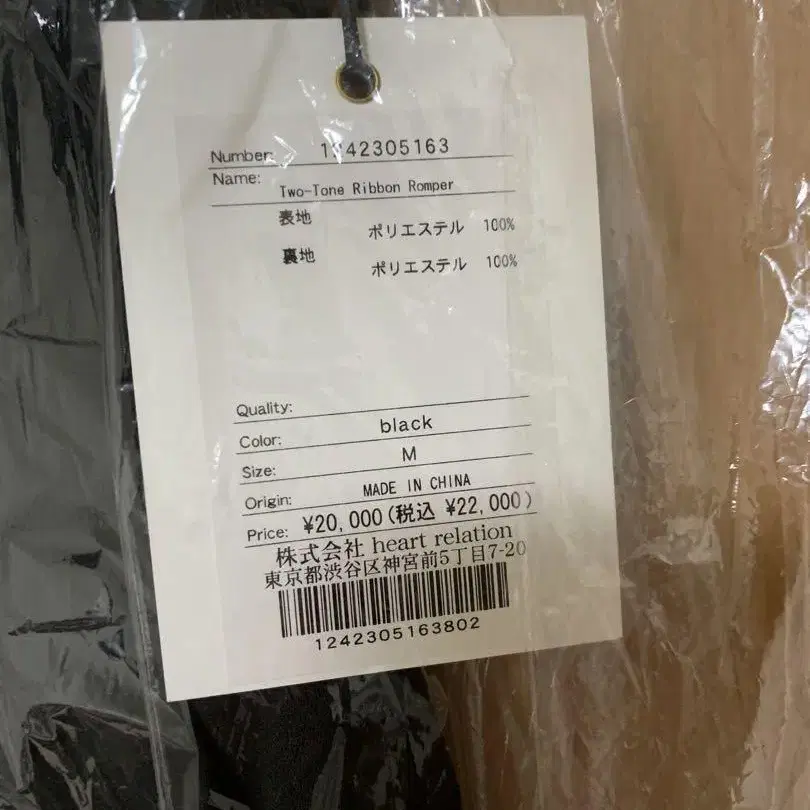 Number: 1242305163
Name: Two-Tone Ribbon Romper
表地 ポリエステル 100%
裏地 ポリエステル 100%
Quality:
Color: black
Size: M
Origin: MADE IN CHINA
Price: ¥20,000(税込 ¥22,000)
株式会社 heart relation
東京都渋谷区神宮前5丁目7-20
1242305163802